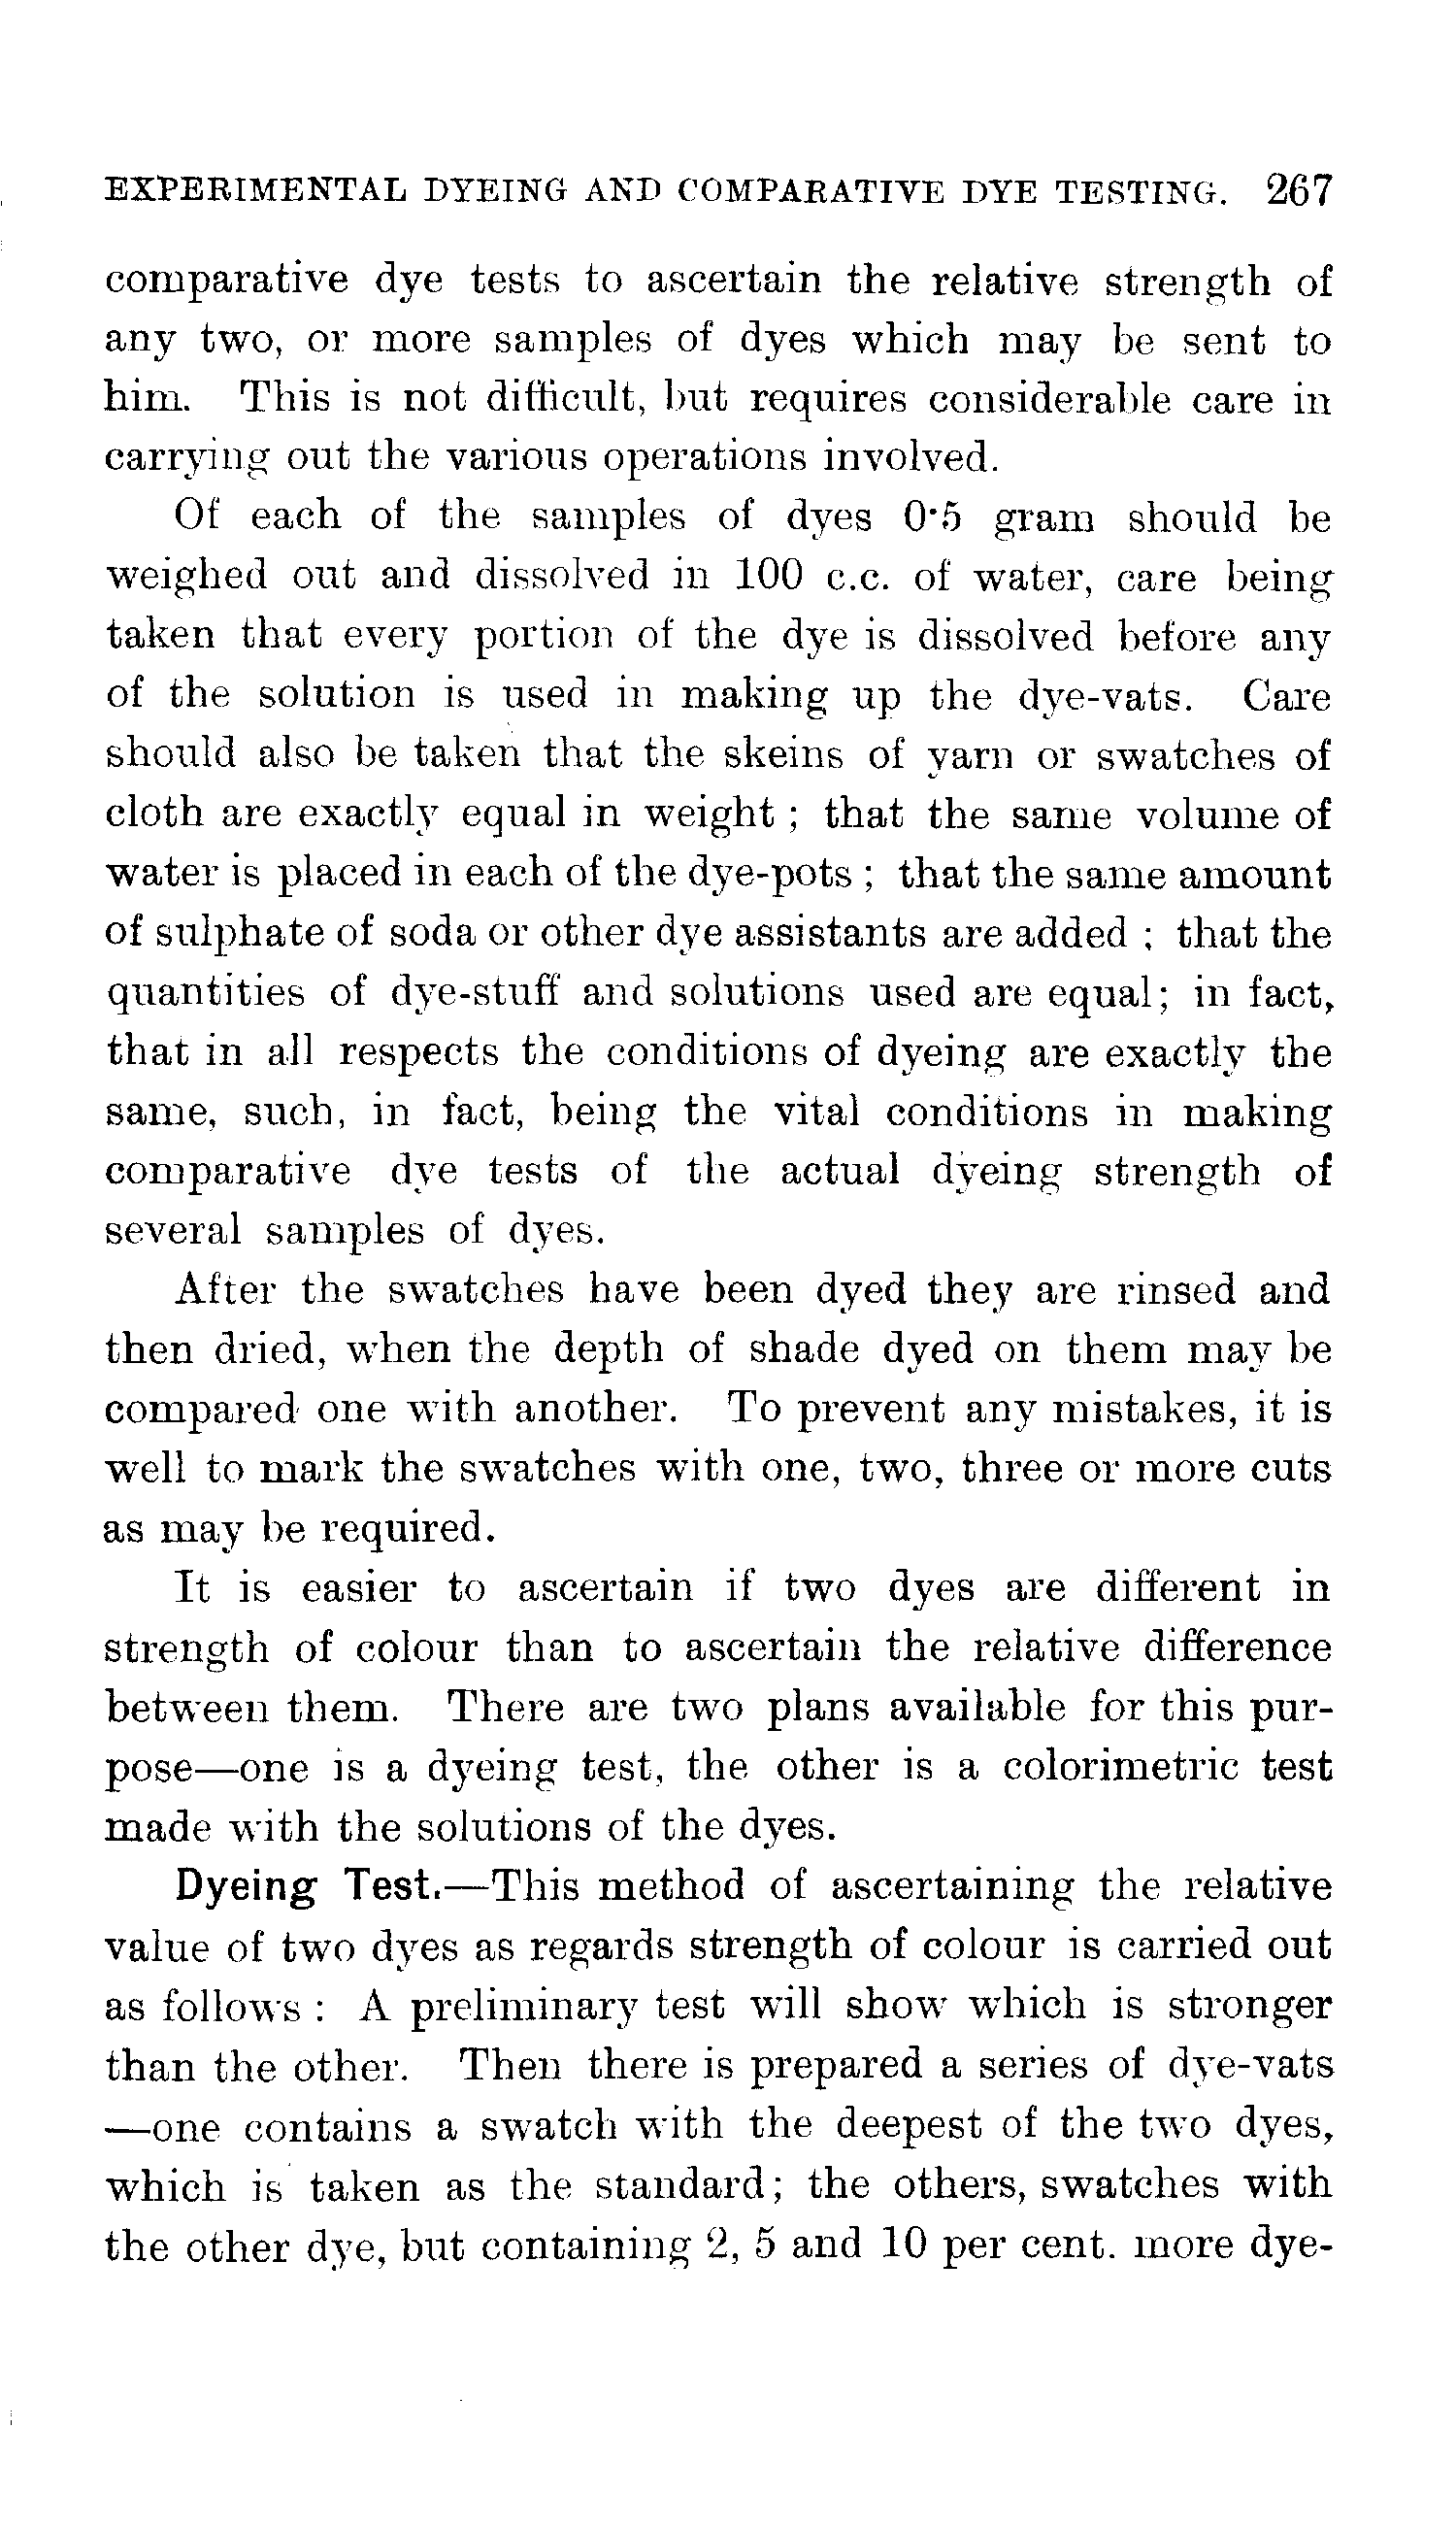 EXPERIMENTAL DYEING AND COMPARATIVE DYE TESTING. 267
comparative dye tests to ascertain the relative strength of
any two, or more samples of dyes which may be sent to
him. This is not difficult, but requires considerable care in
carrying out the various operations involved.
Of each of the samples of dyes 0·5 gram should be
weighed out and dissolved in 100 c.c. of water, care being
taken that every portion of the dye is dissolved before any
of the solution is used in making up the dye-vats. Care
should also be taken that the skeins of yarn or swatches of
cloth are exactly equal in weight ; that the same volume of
water is placed in each of the dye-pots ; that the same amount
of sulphate of soda or other dye assistants are added ; that the
quantities of dye-stuff and solutions used are equal; in fact,
that in all respects the conditions of dyeing are exactly the
same, such, in fact, being the vital conditions in making
comparative dye tests of the actual dyeing strength of
several samples of dyes.
After the swatches have been dyed they are rinsed and
then dried, when the depth of shade dyed on them may be
compared one with another. To prevent any mistakes, it is
well to mark the swatches with one, two, three or more cuts
as may be required.
It is easier to ascertain if two dyes are different in
strength of colour than to ascertain the relative difference
between them. There are two plans available for this pur-
pose—one is a dyeing test, the other is a colorimetric test
made with the solutions of the dyes.
Dyeing Test.—This method of ascertaining the relative
value of two dyes as regards strength of colour is carried out
as follows : A preliminary test will show which is stronger
than the other. Then there is prepared a series of dye-vats
—one contains a swatch with the deepest of the two dyes,
which is taken as the standard; the others, swatches with
the other dye, but containing 2, 5 and 10 per cent. more dye-